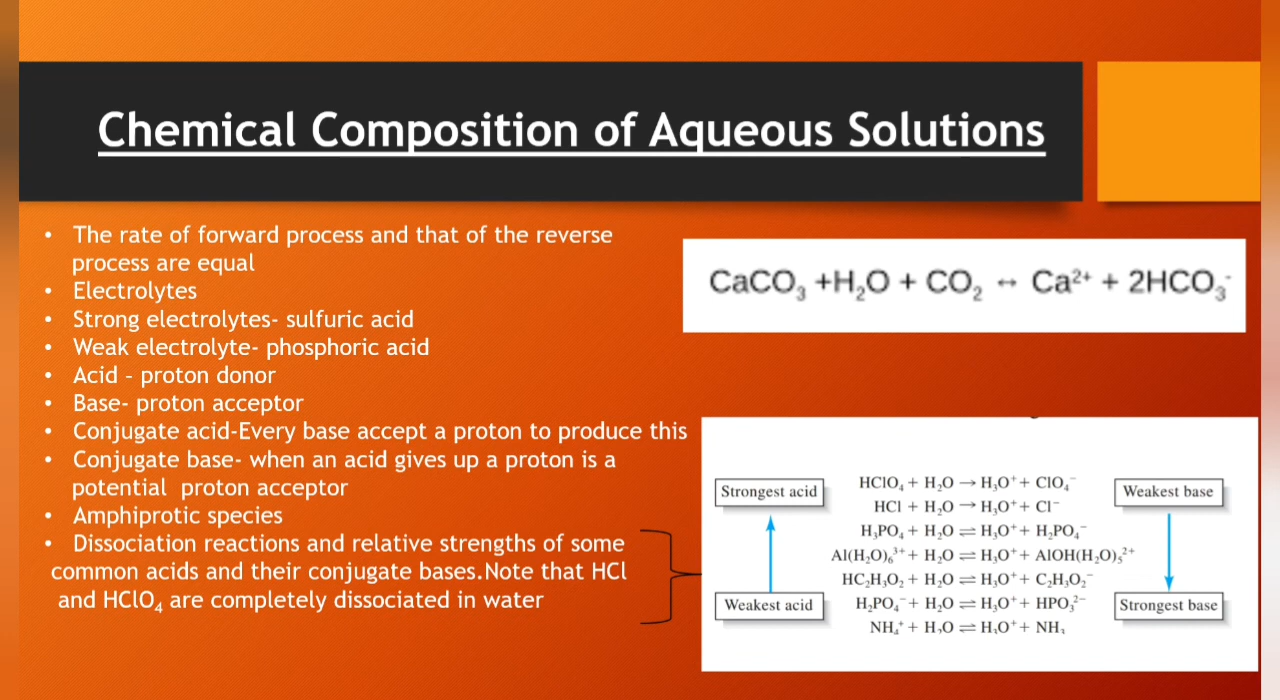 Chemical Composition of Aqueous Solutions
• The rate of forward process and that of the reverse
process are equal
• Electrolytes
• Strong electrolytes- sulfuric acid
• Weak electrolyte- phosphoric acid
• Acid - proton donor
• Base- proton acceptor
• Conjugate acid-Every base accept a proton to produce this
• Conjugate base- when an acid gives up a proton is a
potential proton acceptor
• Amphiprotic species
• Dissociation reactions and relative strengths of some
common acids and their conjugate bases.Note that HCl
and HClO₄ are completely dissociated in water
CaCO₃ +H₂O + CO₂ ↔ Ca²⁺ + 2HCO₃⁻
Strongest acid
Weakest acid
HClO₄ + H₂O → H₃O⁺ + ClO₄⁻
HCl + H₂O → H₃O⁺ + Cl⁻
H₃PO₄ + H₂O ⇌ H₃O⁺ + H₂PO₄⁻
Al(H₂O)₆³⁺ + H₂O ⇌ H₃O⁺ + AlOH(H₂O)₅²⁺
HC₂H₃O₂ + H₂O ⇌ H₃O⁺ + C₂H₃O₂⁻
H₂PO₄⁻ + H₂O ⇌ H₃O⁺ + HPO₃²⁻
NH₄⁺ + H₂O ⇌ H₃O⁺ + NH₃
Weakest base
Strongest base